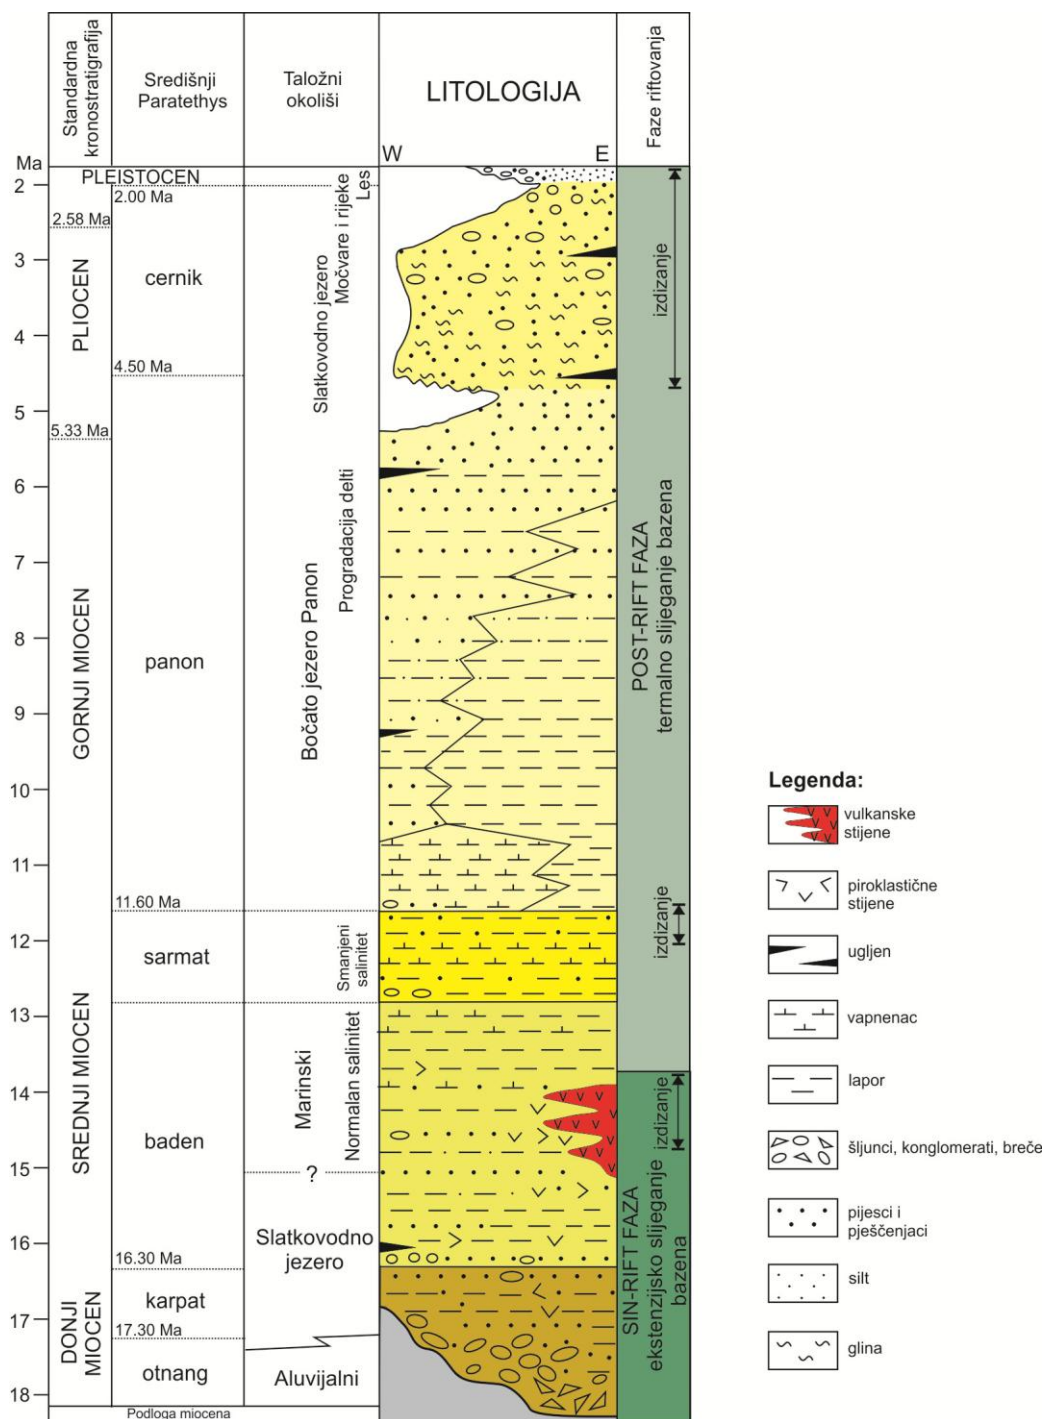 Standardna
kronostratigrafija
Središnji
Paratethys
Taložni
okoliši
LITOLOGIJA
Faze riftovanja
W
E
Ma
2
3
4
5
6
7
8
9
10
11
12
13
14
15
16
17
18
PLEISTOCEN
2.58 Ma
PLIOCEN
5.33 Ma
GORNJI MIOCEN
SREDNJI MIOCEN
DONJI
MIOCEN
2.00 Ma
cernik
4.50 Ma
panon
11.60 Ma
sarmat
baden
16.30 Ma
karpat
17.30 Ma
otnang
Podloga miocena
Les
Močvare i rijeke
Slatkovodno jezero
Progradacija delti
Bočato jezero Panon
Smanjeni
salinitet
Marinski
Normalan salinitet
?
Slatkovodno
jezero
Aluvijalni
izdizanje
POST-RIFT FAZA
termalno slijeganje bazena
izdizanje
izdizanje
SIN-RIFT FAZA
ekstenzijsko slijeganje
bazena
Legenda:
vulkanske
stijene
piroklastične
stijene
ugljen
vapnenac
lapor
šljunci, konglomerati, breče
pijesci i
pješčenjaci
silt
glina